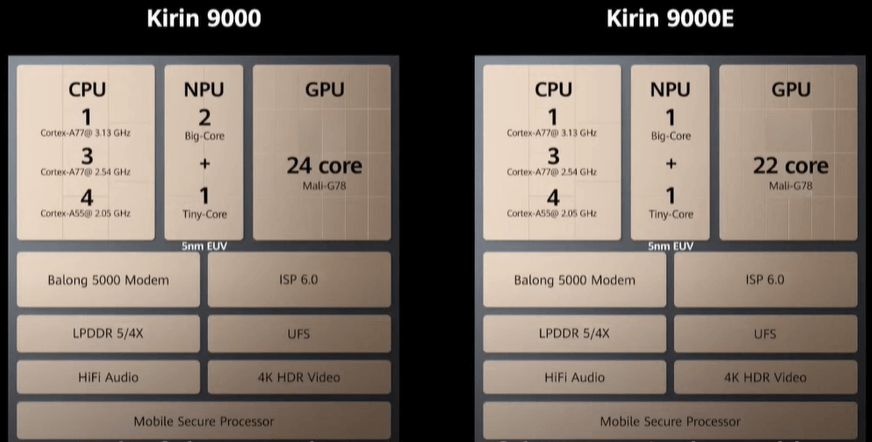 Kirin 9000
CPU
1
Cortex-A77@ 3.13 GHz
3
Cortex-A77@ 2.54 GHz
4
Cortex-A55@ 2.05 GHz
NPU
2
Big-Core
+
1
Tiny-Core
GPU
24 core
Mali-G78
5nm EUV
Balong 5000 Modem
ISP 6.0
LPDDR 5/4X
UFS
HiFi Audio
4K HDR Video
Mobile Secure Processor
Kirin 9000E
CPU
1
Cortex-A77@ 3.13 GHz
3
Cortex-A77@ 2.54 GHz
4
Cortex-A55@ 2.05 GHz
NPU
1
Big-Core
+
1
Tiny-Core
GPU
22 core
Mali-G78
5nm EUV
Balong 5000 Modem
ISP 6.0
LPDDR 5/4X
UFS
HiFi Audio
4K HDR Video
Mobile Secure Processor